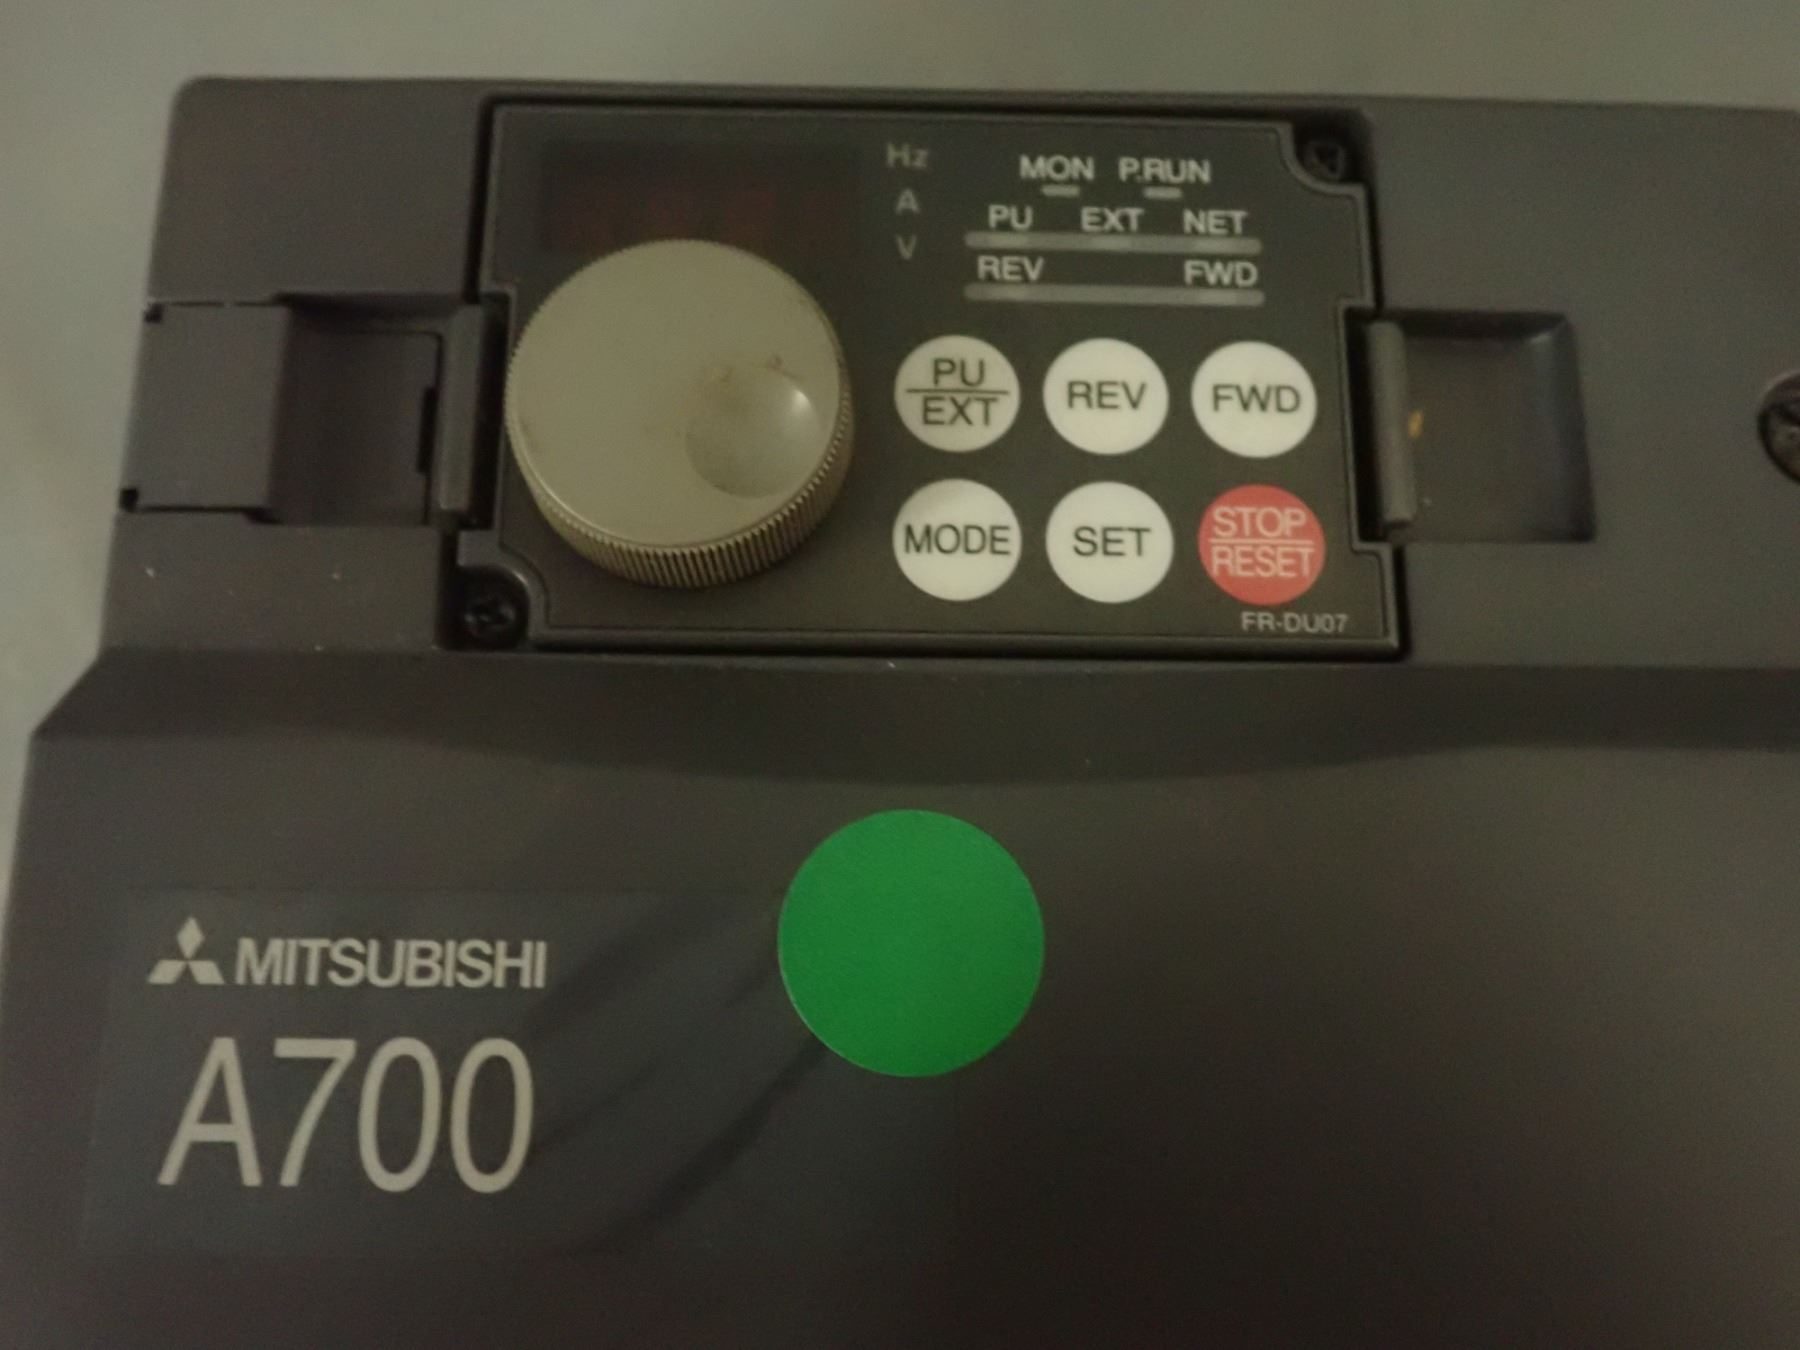 Hz
A
V
MON P.RUN
PU EXT NET
REV FWD
PU
EXT
REV
FWD
MODE
SET
STOP
RESET
FR-DU07
MITSUBISHI
A700